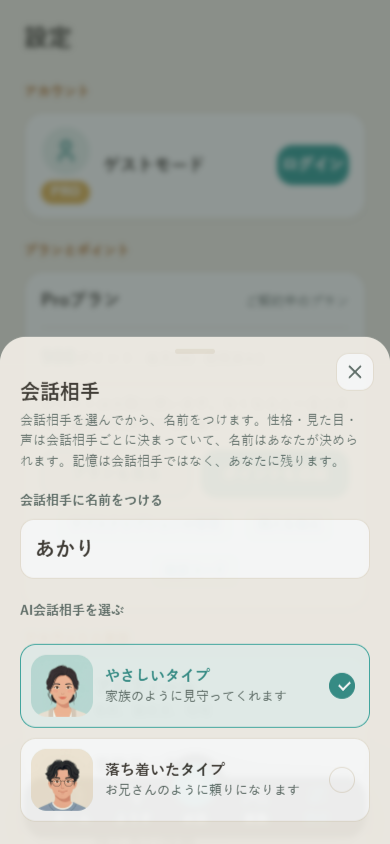 設定
アカウント
ゲストモード
ログイン
PRO
プランとポイント
Proプラン
ご契約中のプラン
会話相手
会話相手を選んでから、名前をつけます。性格・見た目・
声は会話相手ごとに決まっていて、名前はあなたが決めら
れます。記憶は会話相手ではなく、あなたに残ります。
会話相手に名前をつける
あかり
AI会話相手を選ぶ
やさしいタイプ
家族のように見守ってくれます
落ち着いたタイプ
お兄さんのように頼りになります